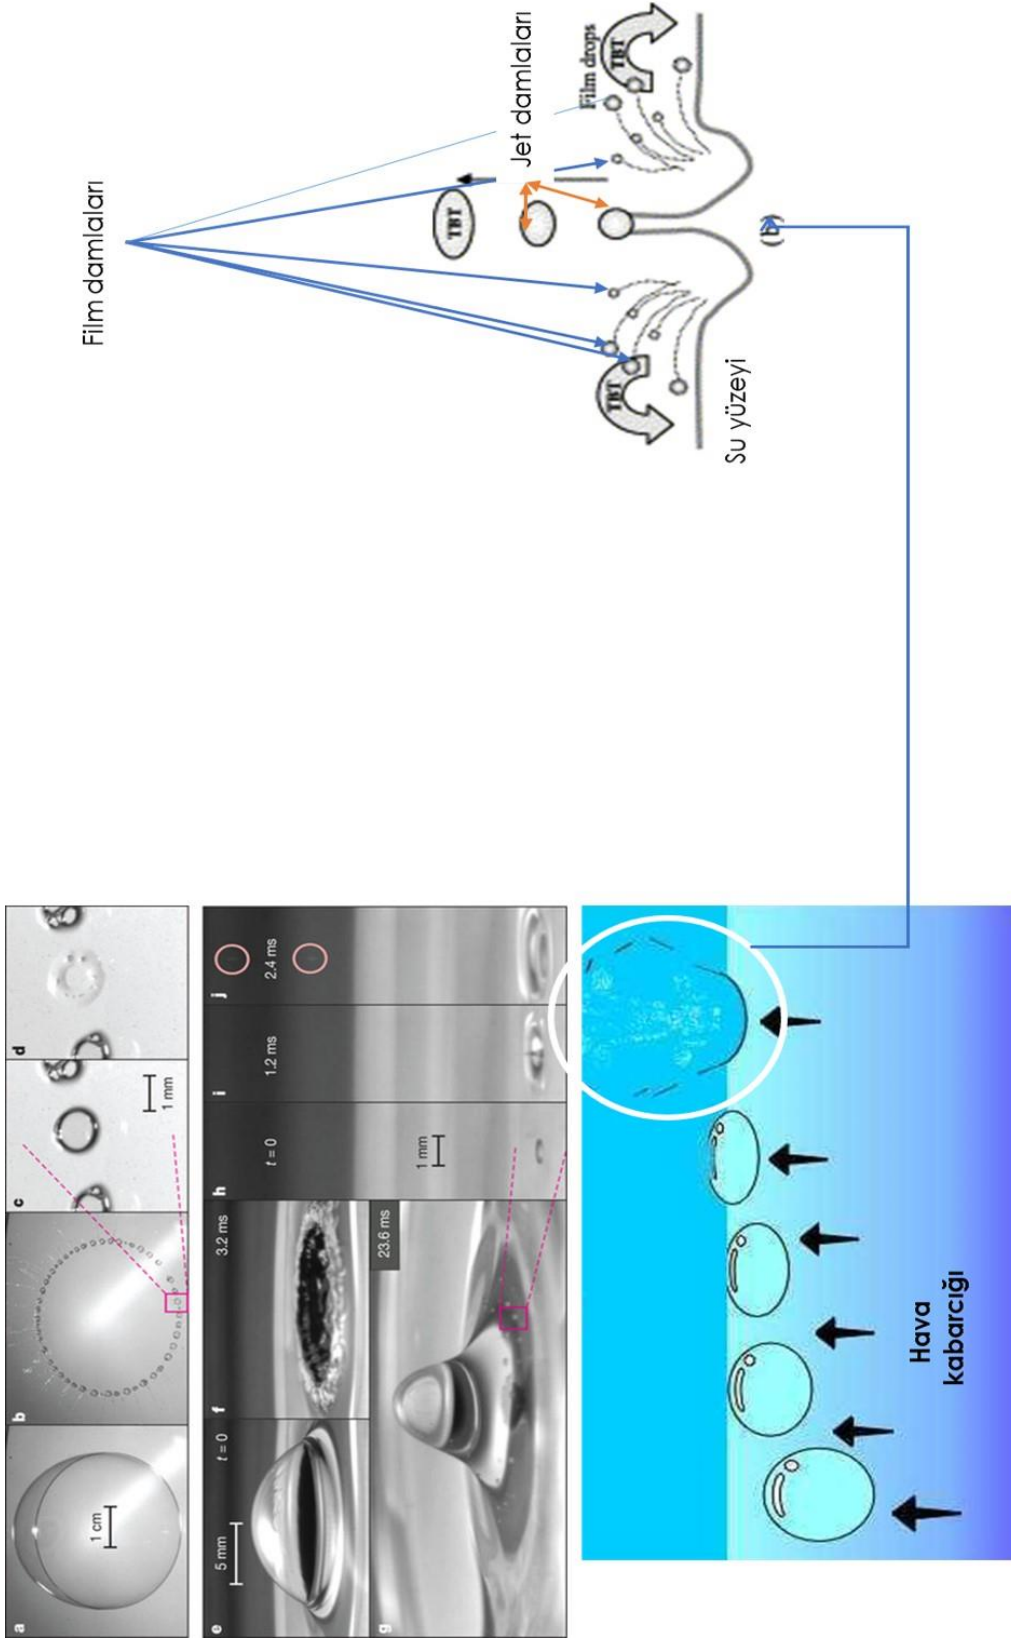 a
1 cm
b
c
1 mm
d
e
5 mm
t = 0
f
3.2 ms
g
23.6 ms
h
t = 0
1 mm
i
1.2 ms
j
2.4 ms
Hava
kabarcığı
Film damlaları
Jet damlaları
TBT
TBT
Film drops
TBT
Su yüzeyi
(b)